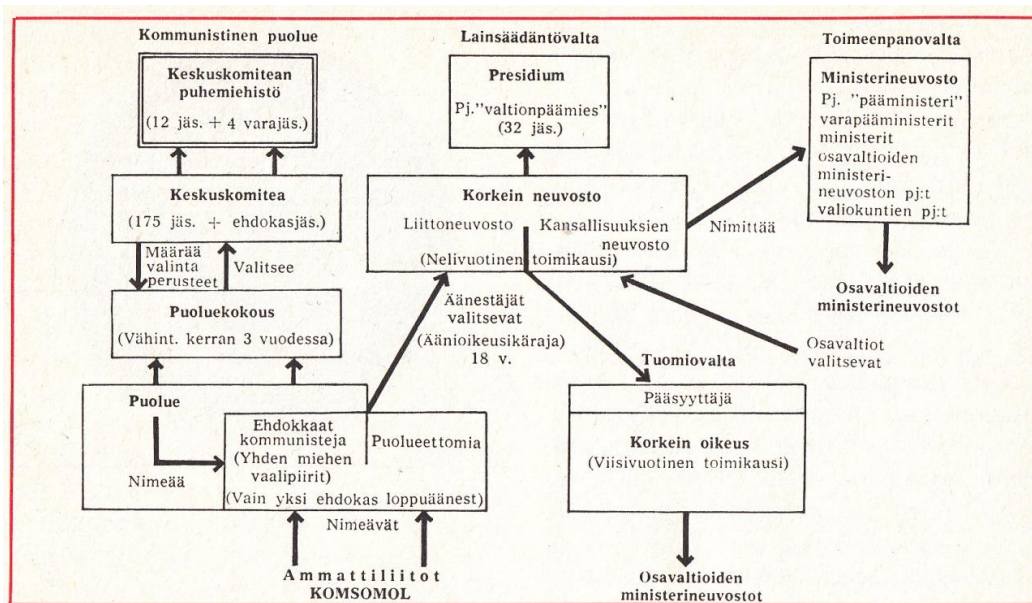 Kommunistinen puolue
Keskuskomitean
puhemiehistö
(12 jäs. + 4 varajäs.)
Keskuskomitea
(175 jäs. + ehdokasjäs.)
Määrää
valinta
perusteet
Valitsee
Puoluekokous
(Vähint. kerran 3 vuodessa)
Puolue
Nimeää
Ehdokkaat
kommunisteja
(Yhden miehen
vaalipiirit)
Puolueettomia
(Vain yksi ehdokas loppuäänest)
Nimeävät
Ammattiliitot
KOMSOMOL
Lainsäädäntövalta
Presidium
Pj."valtionpäämies"
(32 jäs.)
Korkein neuvosto
Liittoneuvosto
Kansallisuuksien
neuvosto
(Nelivuotinen toimikausi)
Äänestäjät
valitsevat
(Äänioikeusikäraja)
18 v.
Nimittää
Osavaltiot
valitsevat
Tuomiovalta
Pääsyyttäjä
Korkein oikeus
(Viisivuotinen toimikausi)
Osavaltioiden
ministerineuvostot
Toimeenpanovalta
Ministerineuvosto
Pj. "pääministeri"
varapääministerit
ministerit
osavaltioiden
ministeri-
neuvoston pj:t
valiokuntien pj:t
Osavaltioiden
ministerineuvostot